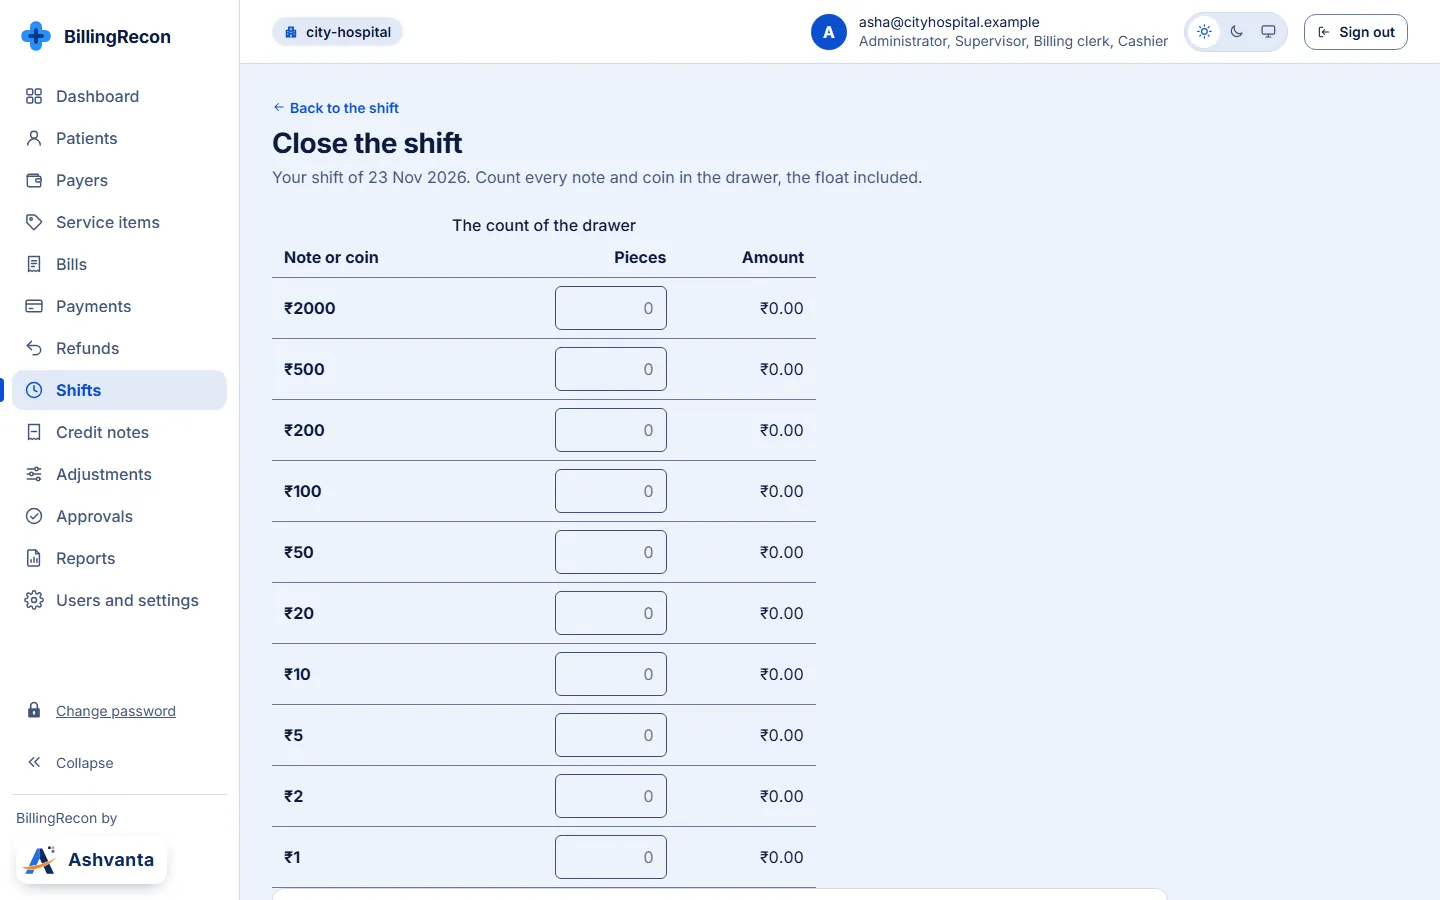 BillingRecon
city-hospital
A
asha@cityhospital.example
Administrator, Supervisor, Billing clerk, Cashier
Sign out
Dashboard
Patients
Payers
Service items
Bills
Payments
Refunds
Shifts
Credit notes
Adjustments
Approvals
Reports
Users and settings
Change password
Collapse
BillingRecon by
Ashvanta
Back to the shift
Close the shift
Your shift of 23 Nov 2026. Count every note and coin in the drawer, the float included.
The count of the drawer
Note or coin Pieces Amount
₹2000 0 ₹0.00
₹500 0 ₹0.00
₹200 0 ₹0.00
₹100 0 ₹0.00
₹50 0 ₹0.00
₹20 0 ₹0.00
₹10 0 ₹0.00
₹5 0 ₹0.00
₹2 0 ₹0.00
₹1 0 ₹0.00